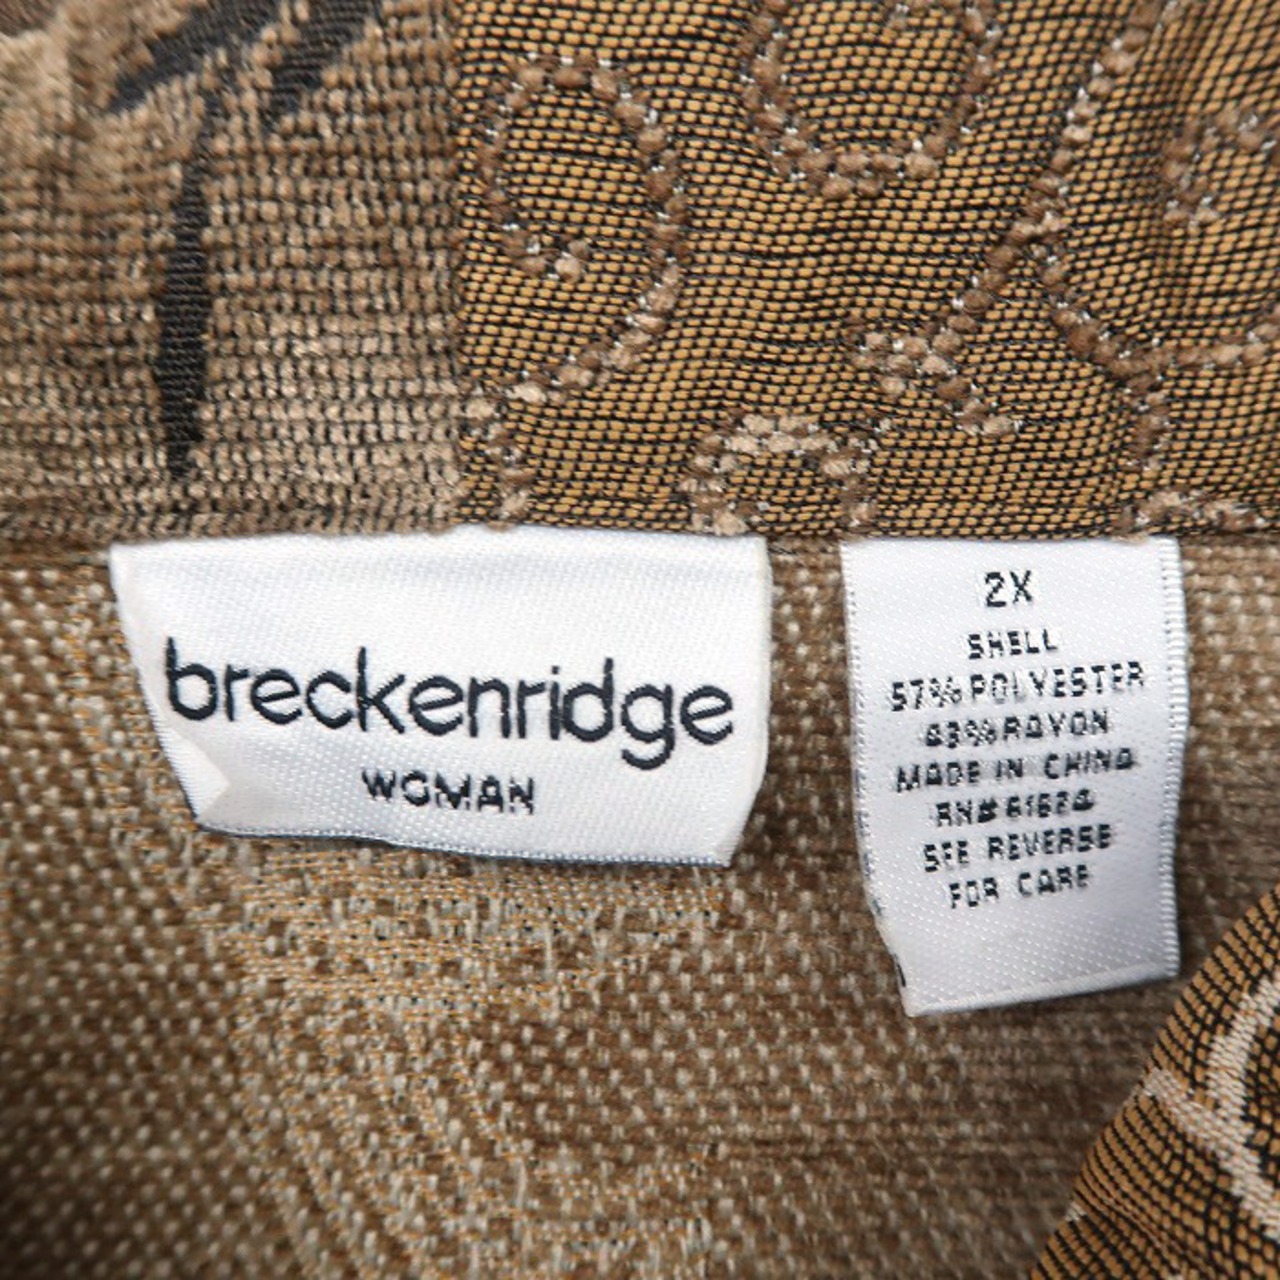 breckenridge
WOMAN
2X
SHELL
57% POLYESTER
43% RAYON
MADE IN CHINA
RN# 61624
SEE REVERSE
FOR CARE